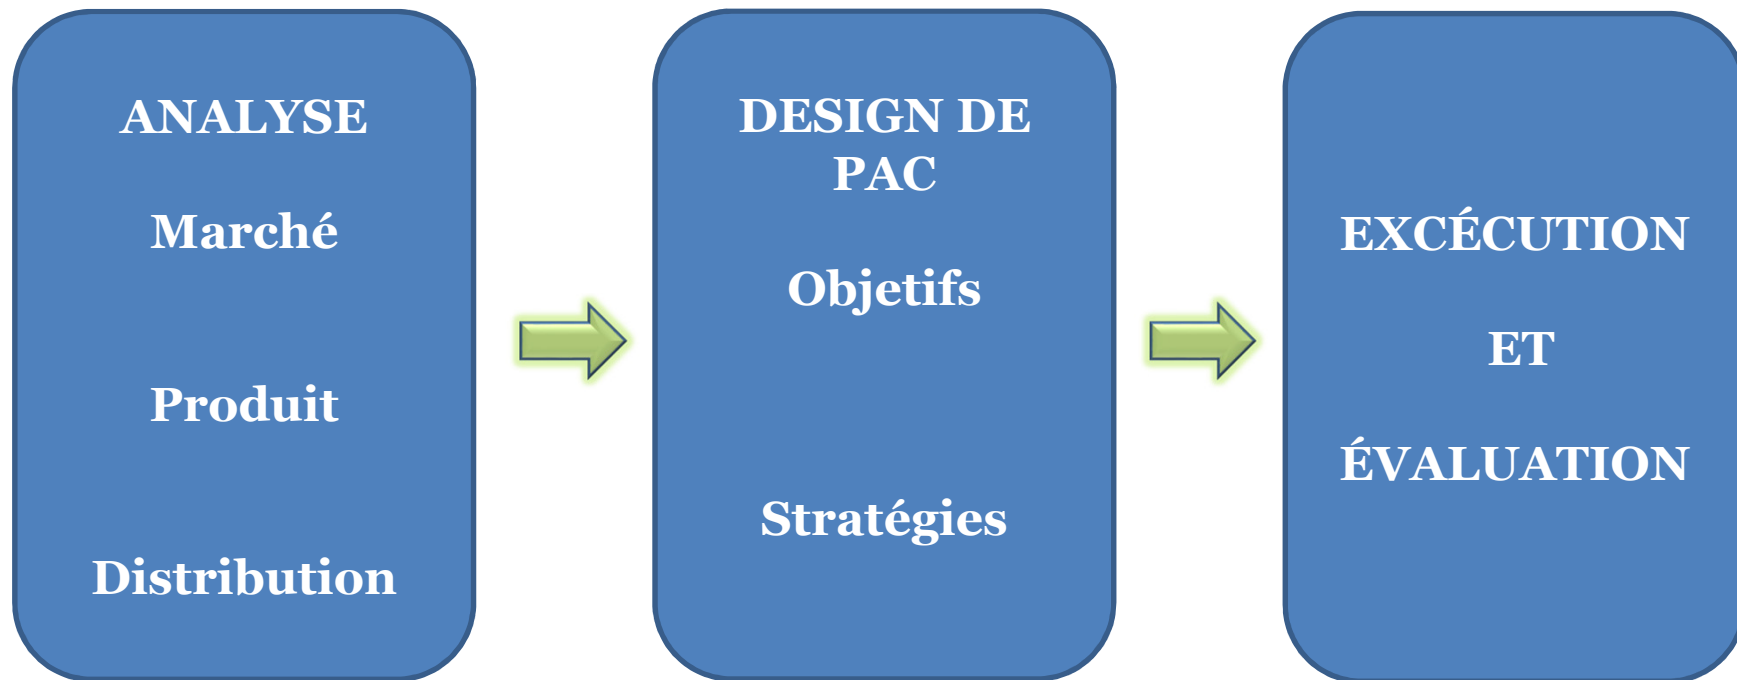 ANALYSE
Marché
Produit
Distribution
DESIGN DE
PAC
Objetifs
Stratégies
EXCÉCUTION
ET
ÉVALUATION